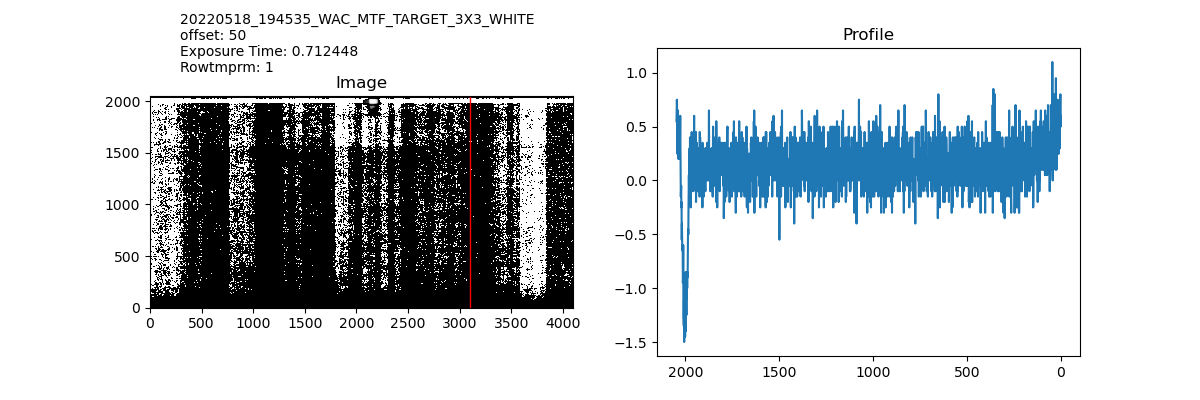 20220518_194535_WAC_MTF_TARGET_3X3_WHITE
offset: 50
Exposure Time: 0.712448
Rowtmprm: 1
Image
2000
1500
1000
500
0
0 500 1000 1500 2000 2500 3000 3500 4000
Profile
1.0
0.5
0.0
−0.5
−1.0
−1.5
2000 1500 1000 500 0